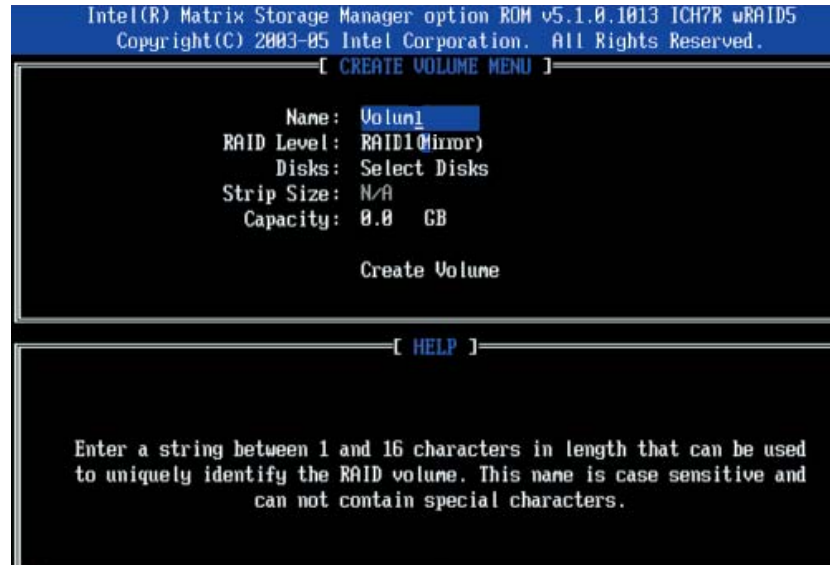 Intel(R) Matrix Storage Manager option ROM v5.1.0.1013 ICH7R wRAID5
Copyright(C) 2003-05 Intel Corporation. All Rights Reserved.
[ CREATE VOLUME MENU ]
Name: Volum1
RAID Level: RAID1(Mirror)
Disks: Select Disks
Strip Size: N/A
Capacity: 0.0 GB
Create Volume
[ HELP ]
Enter a string between 1 and 16 characters in length that can be used
to uniquely identify the RAID volume. This name is case sensitive and
can not contain special characters.